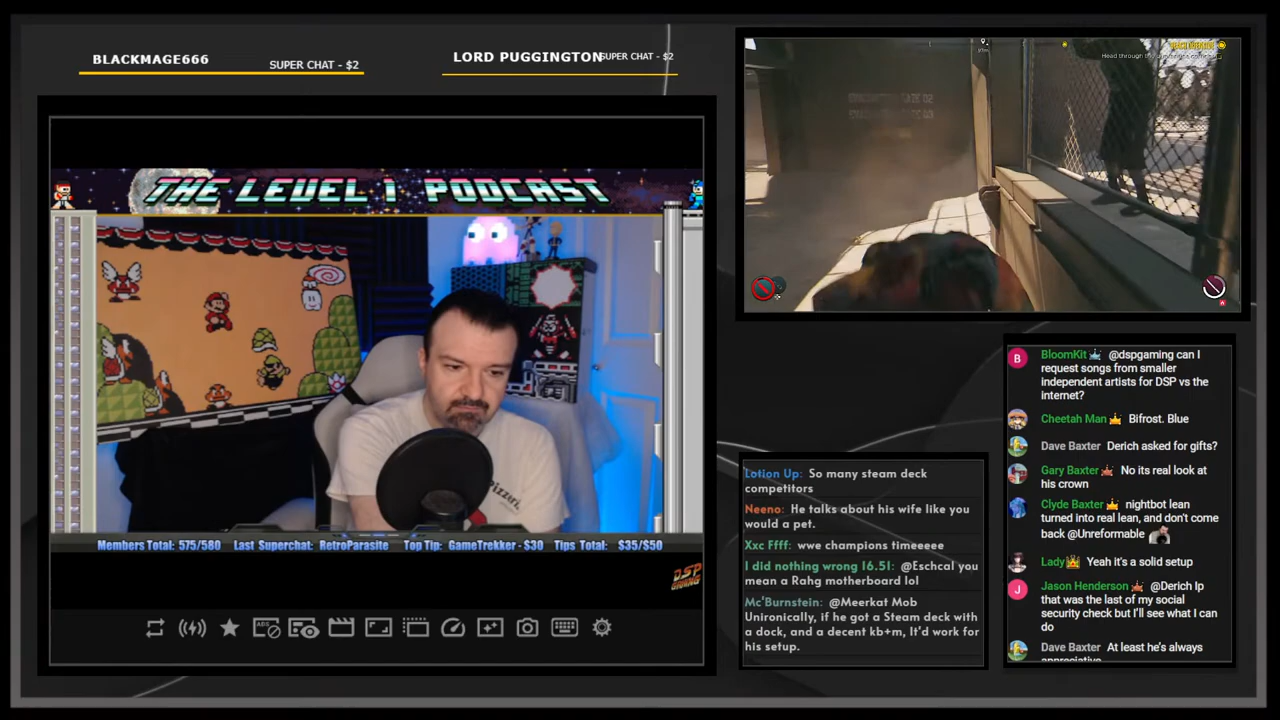 BLACKMAGE666
SUPER CHAT - $2
LORD PUGGINGTON
SUPER CHAT - $2
THE LEVEL 1 PODCAST
Members Total: 575/580 Last Superchat: RetroParasite Top Tip: GameTrekker - $30 Tips Total: $35/$50
DSP
GAMING
Head through the
Lotion Up: So many steam deck
competitors
Neeno: He talks about his wife like you
would a pet.
Xxc Ffff: wwe champions timeeeee
I did nothing wrong 16.51: @Eschcal you
mean a Rahg motherboard lol
Mc'Burnstein: @Meerkat Mob
Unironically, if he got a Steam deck with
a dock, and a decent kb+m, It'd work for
his setup.
B
BloomKit @dspgaming can I
request songs from smaller
independent artists for DSP vs the
internet?
Cheetah Man Bifrost. Blue
Dave Baxter Derich asked for gifts?
Gary Baxter No its real look at
his crown
Clyde Baxter nightbot lean
turned into real lean, and don't come
back @Unreformable
Lady Yeah it's a solid setup
J
Jason Henderson @Derich lp
that was the last of my social
security check but I'll see what I can
do
Dave Baxter At least he's always
appreciative